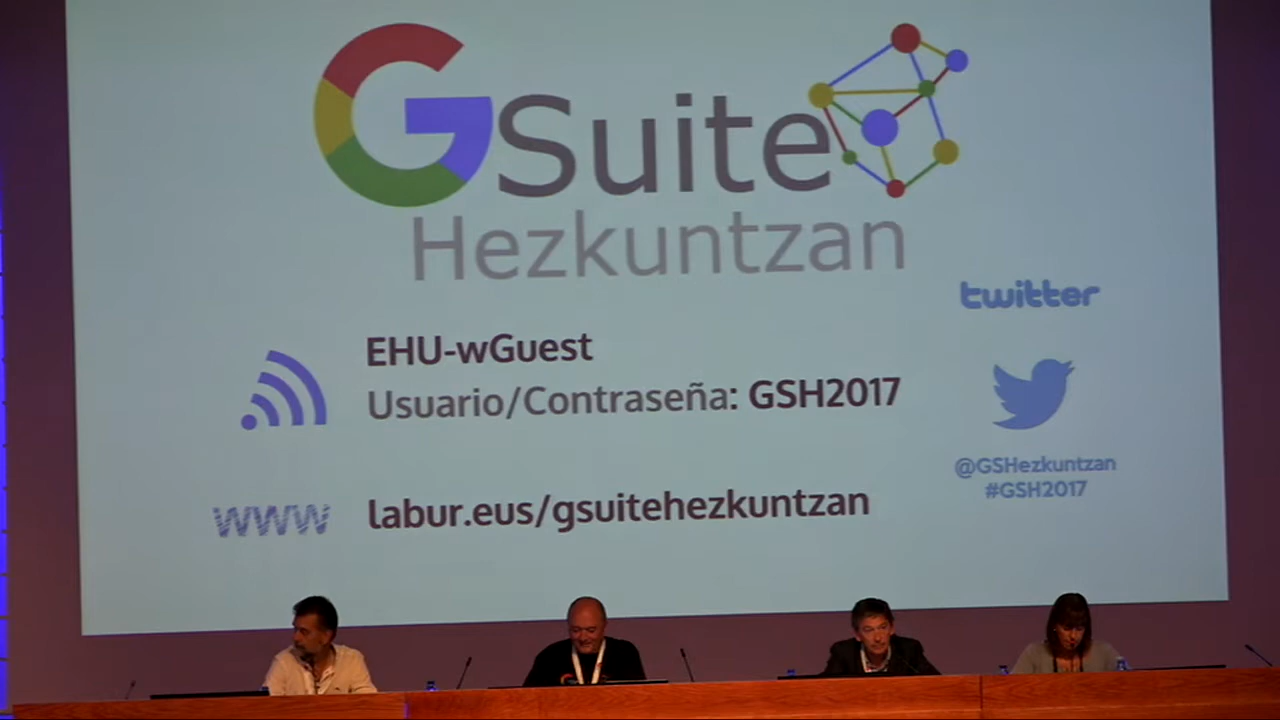 GSuite
Hezkuntzan
twitter
EHU-wGuest
Usuario/Contraseña: GSH2017
@GSHezkuntzan
#GSH2017
www labur.eus/gsuitehezkuntzan